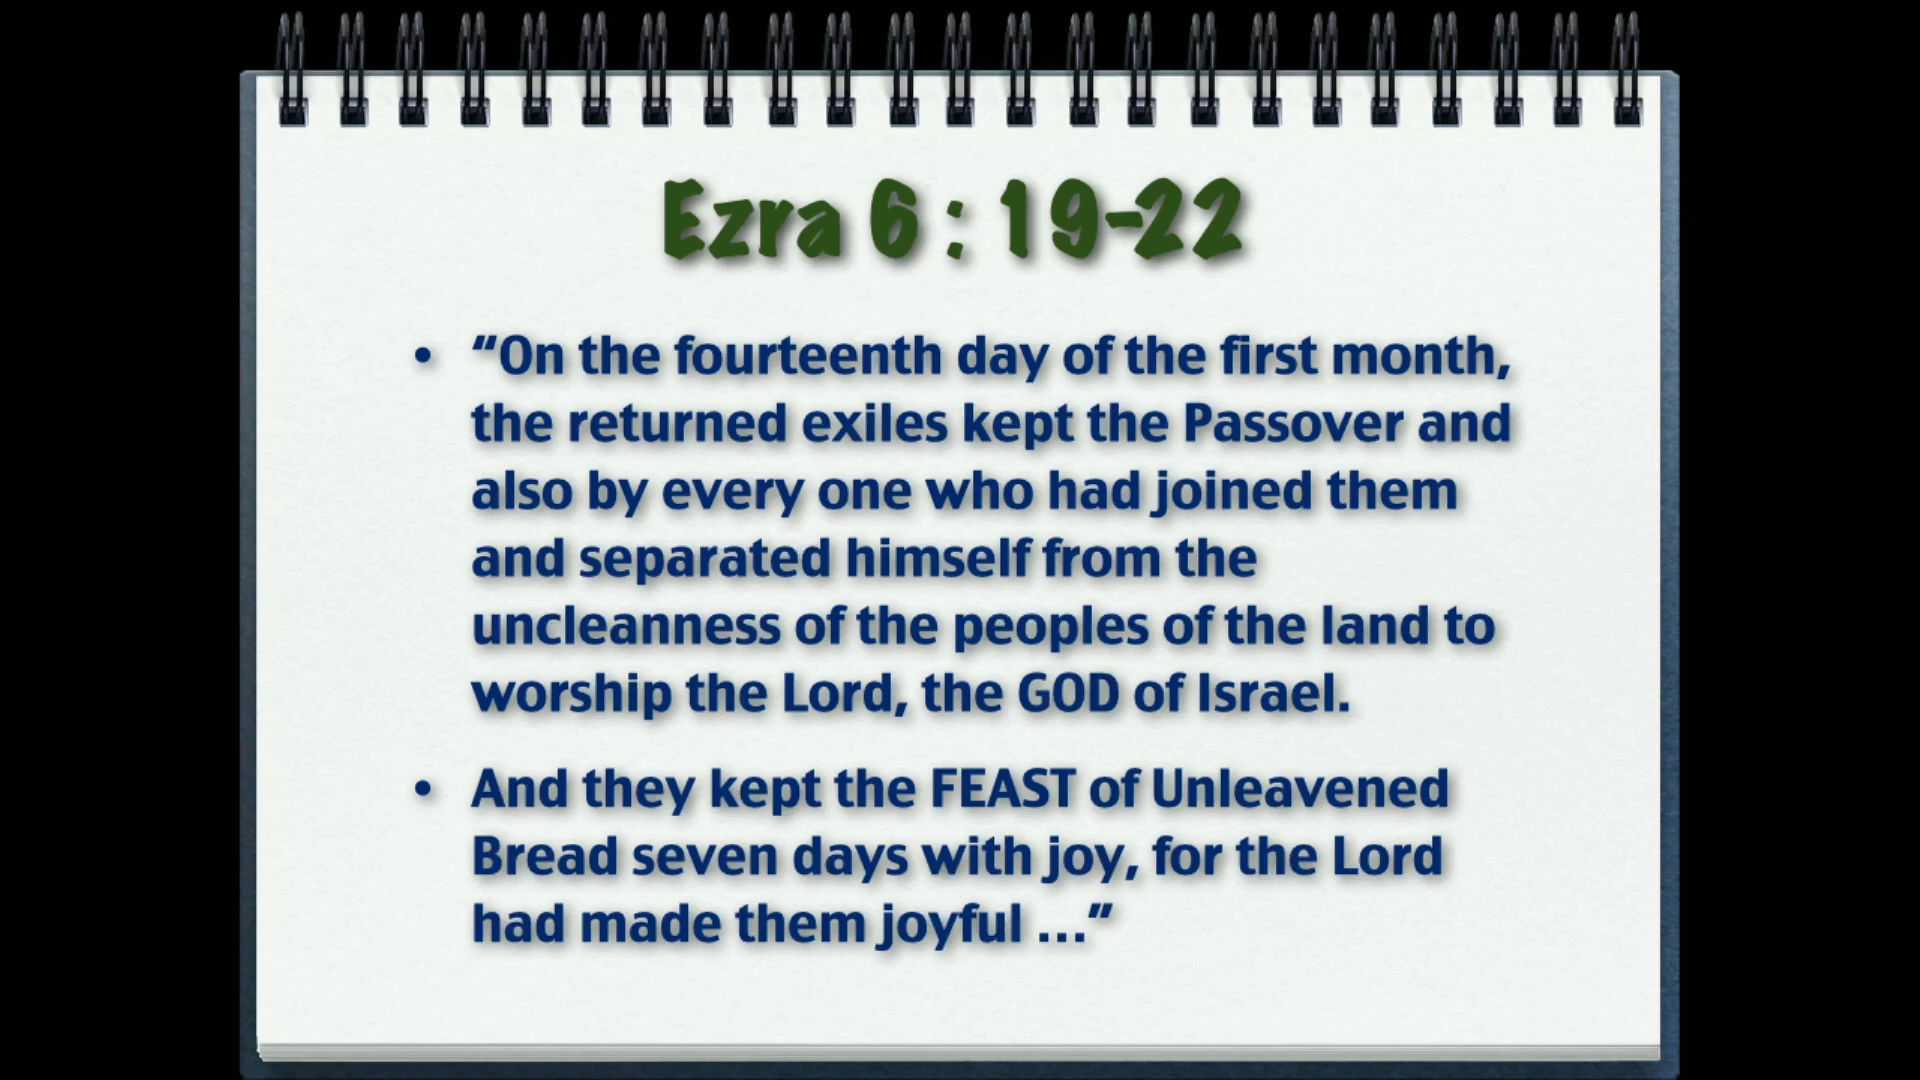 Ezra 6 : 19-22
• “On the fourteenth day of the first month,
the returned exiles kept the Passover and
also by every one who had joined them
and separated himself from the
uncleanness of the peoples of the land to
worship the Lord, the GOD of Israel.
• And they kept the FEAST of Unleavened
Bread seven days with joy, for the Lord
had made them joyful ...”